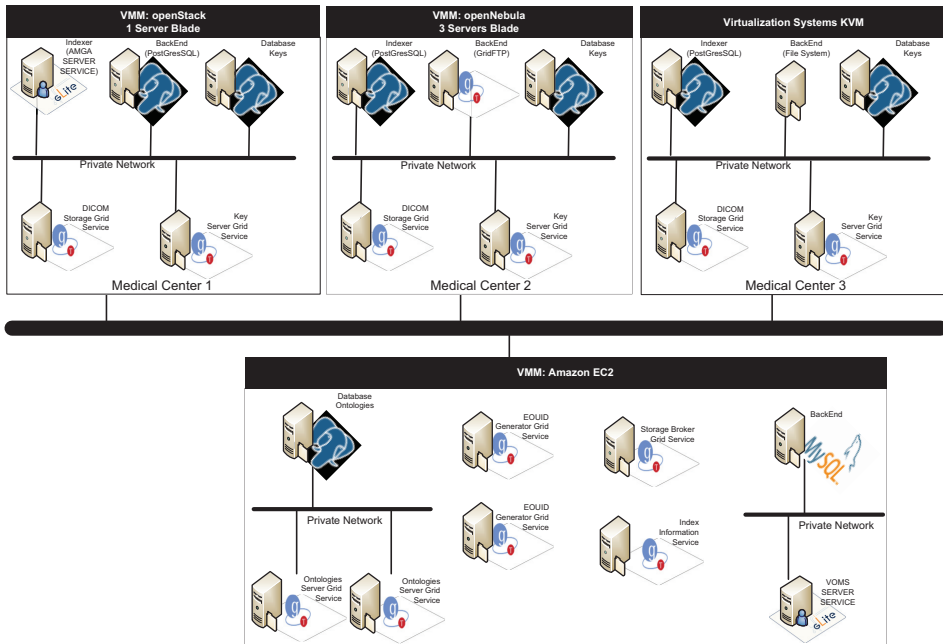 VMM: openStack
1 Server Blade
Indexer
(AMGA
SERVER
SERVICE)
gLite
BackEnd
(PostGresSQL)
Database
Keys
Private Network
DICOM
Storage Grid
Service
g
T
Key
Server Grid
Service
g
T
Medical Center 1
VMM: openNebula
3 Servers Blade
Indexer
(PostGresSQL)
BackEnd
(GridFTP)
g
T
Database
Keys
Private Network
DICOM
Storage Grid
Service
g
T
Key
Server Grid
Service
g
T
Medical Center 2
Virtualization Systems KVM
Indexer
(PostGresSQL)
BackEnd
(File System)
Database
Keys
Private Network
DICOM
Storage Grid
Service
g
T
Key
Server Grid
Service
g
T
Medical Center 3
VMM: Amazon EC2
Database
Ontologies
Private Network
Ontologies
Server Grid
Service
g
T
Ontologies
Server Grid
Service
g
T
EOUID
Generator Grid
Service
g
T
EOUID
Generator Grid
Service
g
T
Storage Broker
Grid Service
g
T
Index
Information
Service
g
T
BackEnd
MySQL
Private Network
VOMS
SERVER
SERVICE
gLite